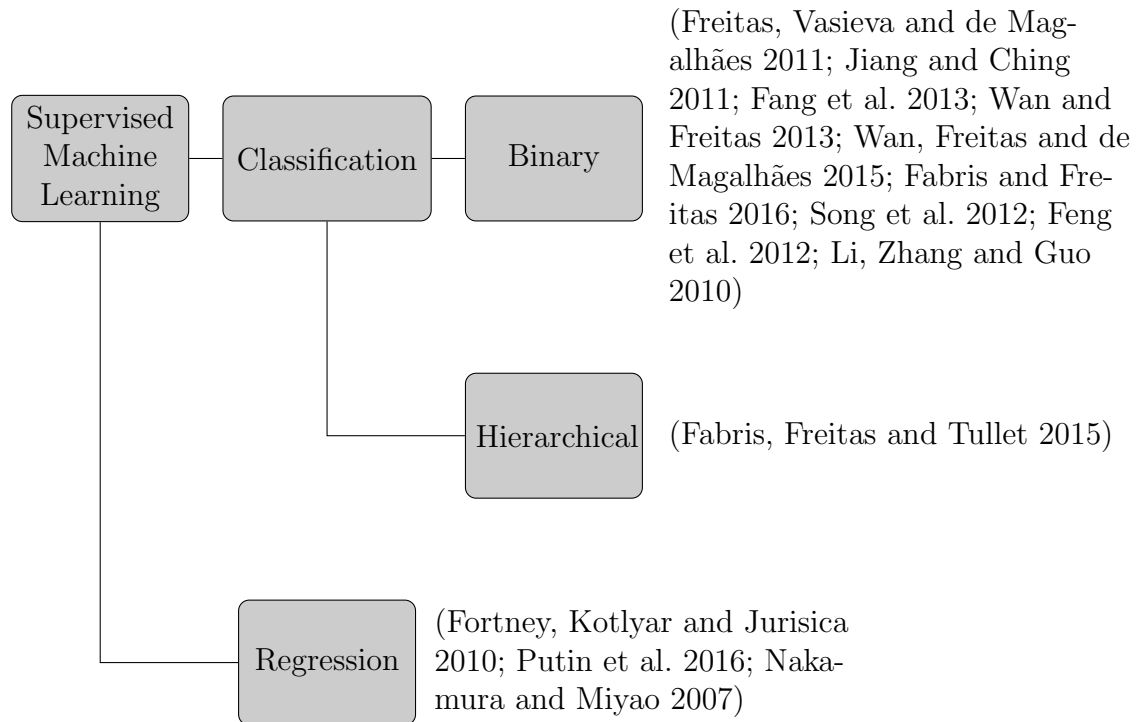 Supervised
Machine
Learning
Classification
Binary
(Freitas, Vasieva and de Mag-
alhães 2011; Jiang and Ching
2011; Fang et al. 2013; Wan and
Freitas 2013; Wan, Freitas and de
Magalhães 2015; Fabris and Fre-
itas 2016; Song et al. 2012; Feng
et al. 2012; Li, Zhang and Guo
2010)
Hierarchical
(Fabris, Freitas and Tullet 2015)
Regression
(Fortney, Kotlyar and Jurisica
2010; Putin et al. 2016; Naka-
mura and Miyao 2007)